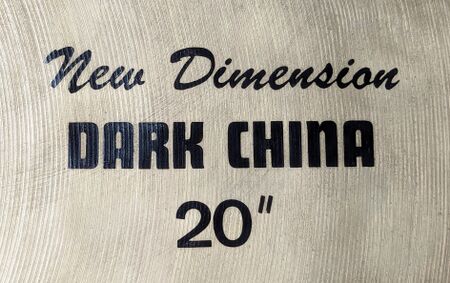 New Dimension
DARK CHINA
20"